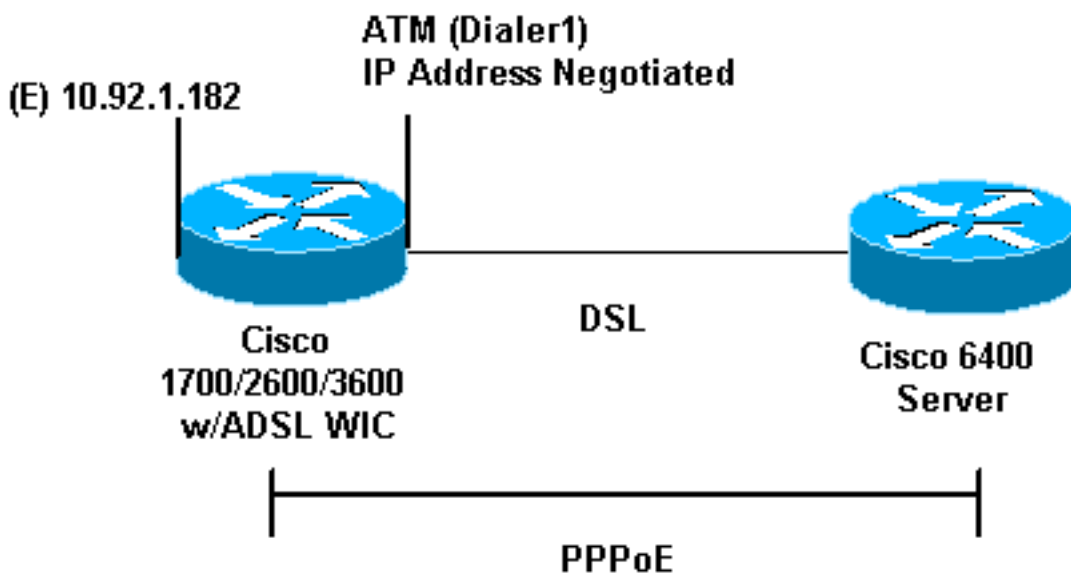 ATM (Dialer1)
IP Address Negotiated
(E) 10.92.1.182
DSL
Cisco
1700/2600/3600
w/ADSL WIC
Cisco 6400
Server
PPPoE